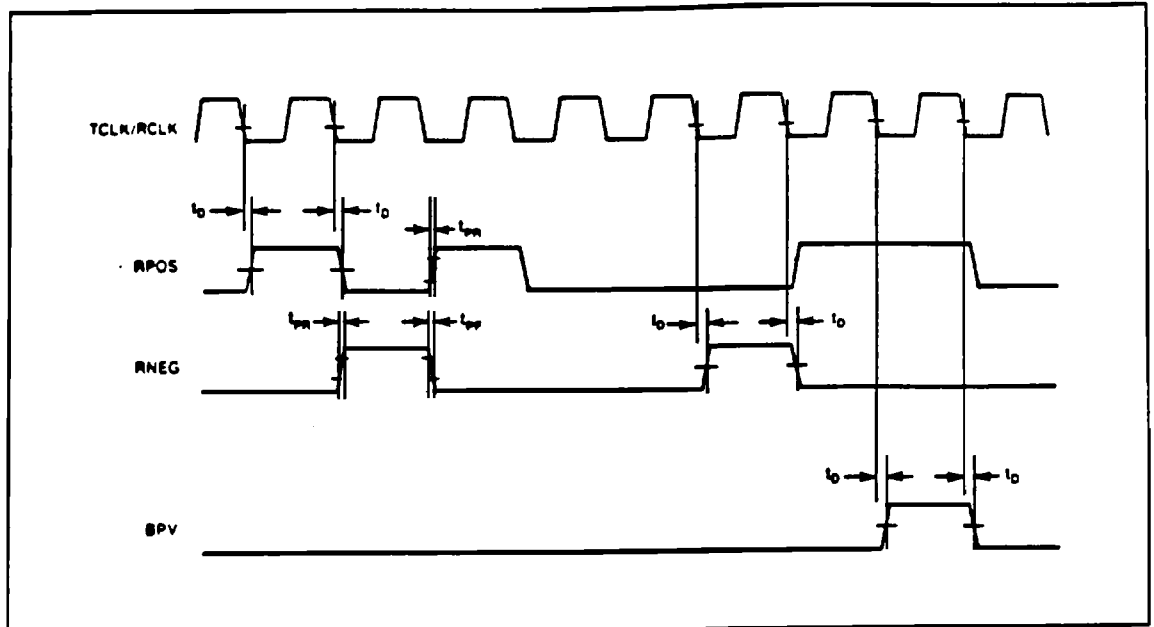 TCLK/RCLK
tD
tD
tPR
RPOS
tPR
tPF
tD
tD
RNEG
tD
tD
BPV